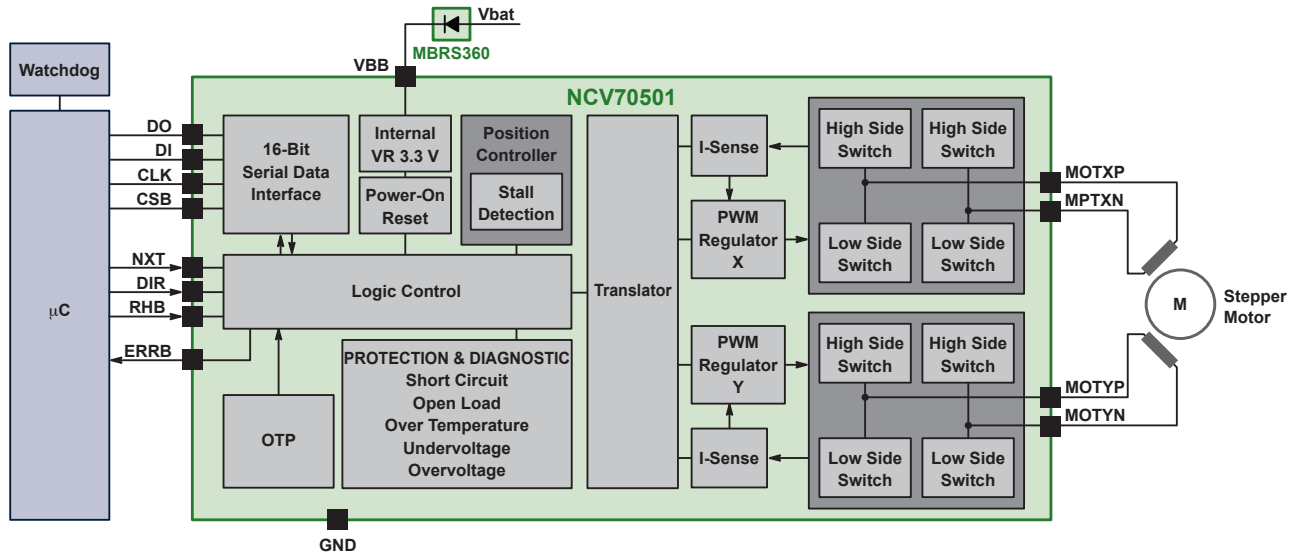 Vbat
MBRS360
VBB
Watchdog
NCV70501
μC
DO
DI
CLK
CSB
NXT
DIR
RHB
ERRB
16-Bit
Serial Data
Interface
Internal
VR 3.3 V
Power-On
Reset
Position
Controller
Stall
Detection
Logic Control
OTP
PROTECTION & DIAGNOSTIC
Short Circuit
Open Load
Over Temperature
Undervoltage
Overvoltage
Translator
I-Sense
PWM
Regulator
X
PWM
Regulator
Y
I-Sense
High Side
Switch
High Side
Switch
Low Side
Switch
Low Side
Switch
High Side
Switch
High Side
Switch
Low Side
Switch
Low Side
Switch
MOTXP
MPTXN
M
Stepper
Motor
MOTYP
MOTYN
GND